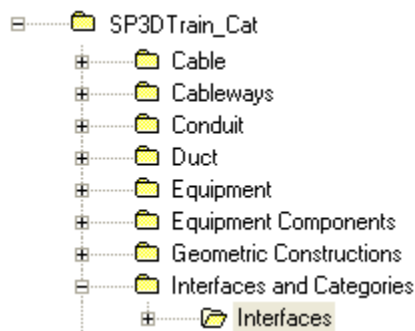 SP3DTrain_Cat
Cable
Cableways
Conduit
Duct
Equipment
Equipment Components
Geometric Constructions
Interfaces and Categories
Interfaces